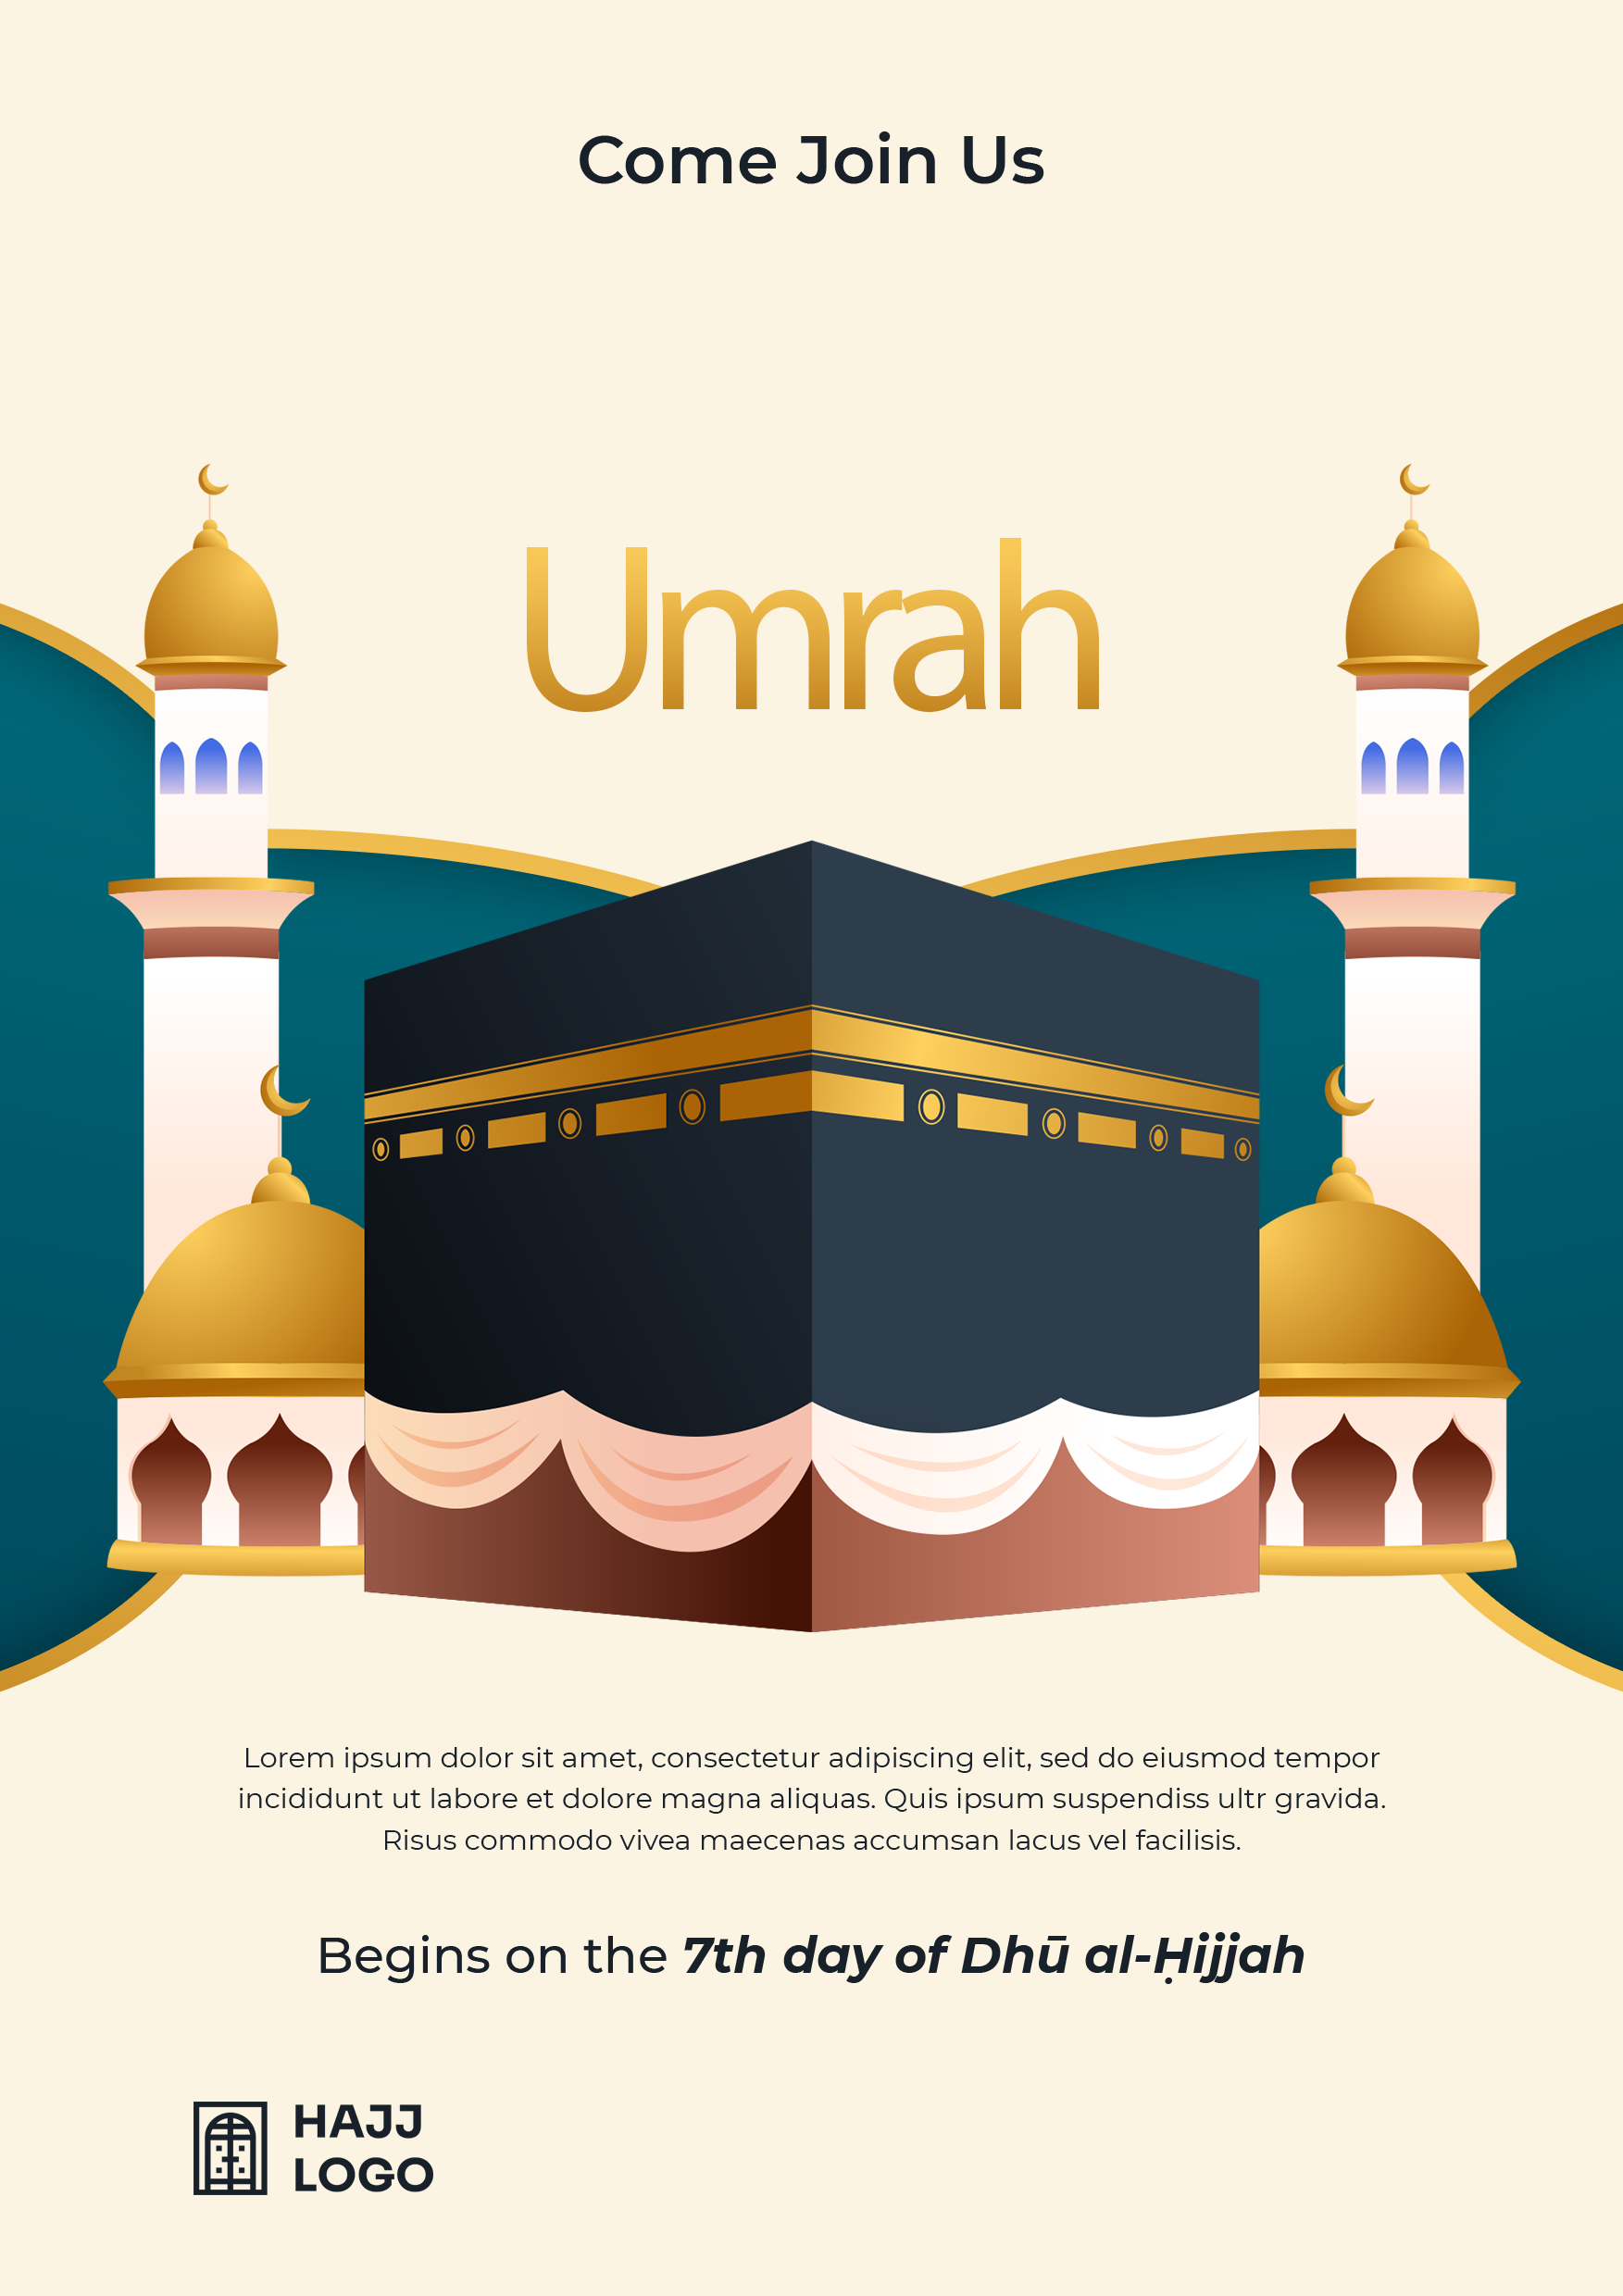 Come Join Us
Umrah
Lorem ipsum dolor sit amet, consectetur adipiscing elit, sed do eiusmod tempor
incididunt ut labore et dolore magna aliquas. Quis ipsum suspendiss ultr gravida.
Risus commodo vivea maecenas accumsan lacus vel facilisis.
Begins on the 7th day of Dhū al-Ḥijjah
HAJJ
LOGO